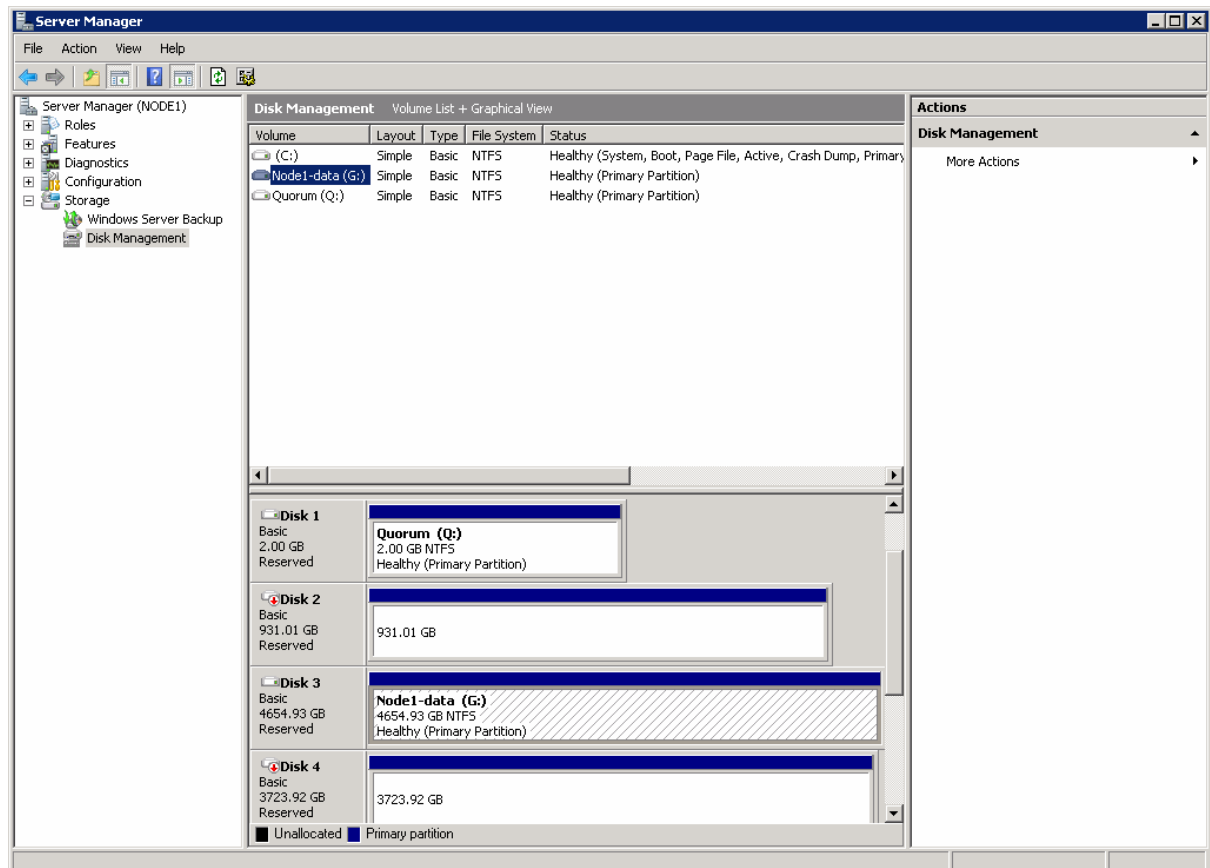 Server Manager
File Action View Help
Server Manager (NODE1)
Roles
Features
Diagnostics
Configuration
Storage
Windows Server Backup
Disk Management
Disk Management Volume List + Graphical View
Volume Layout Type File System Status
(C:) Simple Basic NTFS Healthy (System, Boot, Page File, Active, Crash Dump, Primary
Node1-data (G:) Simple Basic NTFS Healthy (Primary Partition)
Quorum (Q:) Simple Basic NTFS Healthy (Primary Partition)
Disk 1
Basic
2.00 GB
Reserved
Quorum (Q:)
2.00 GB NTFS
Healthy (Primary Partition)
Disk 2
Basic
931.01 GB
Reserved
931.01 GB
Disk 3
Basic
4654.93 GB
Reserved
Node1-data (G:)
4654.93 GB NTFS
Healthy (Primary Partition)
Disk 4
Basic
3723.92 GB
Reserved
3723.92 GB
Unallocated Primary partition
Actions
Disk Management
More Actions